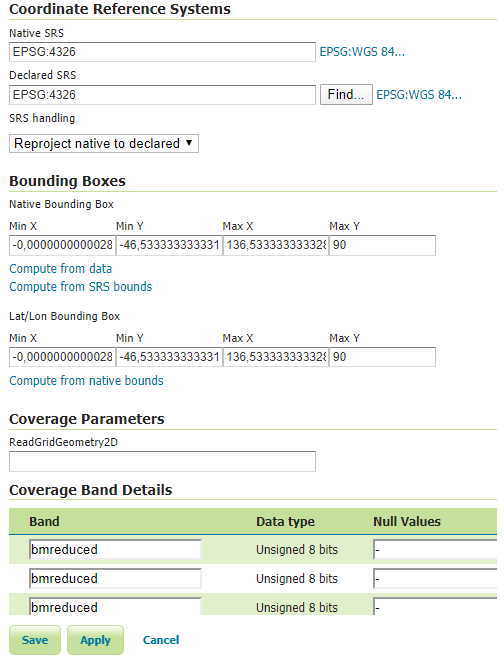 Coordinate Reference Systems
Native SRS
EPSG:4326 EPSG:WGS 84...
Declared SRS
EPSG:4326 Find... EPSG:WGS 84...
SRS handling
Reproject native to declared
Bounding Boxes
Native Bounding Box
Min X Min Y Max X Max Y
-0,0000000000028 -46,533333333331 136,533333333328 90
Compute from data
Compute from SRS bounds
Lat/Lon Bounding Box
Min X Min Y Max X Max Y
-0,0000000000028 -46,533333333331 136,533333333328 90
Compute from native bounds
Coverage Parameters
ReadGridGeometry2D
Coverage Band Details
Band Data type Null Values
bmreduced Unsigned 8 bits -
bmreduced Unsigned 8 bits -
bmreduced Unsigned 8 bits -
Save Apply Cancel